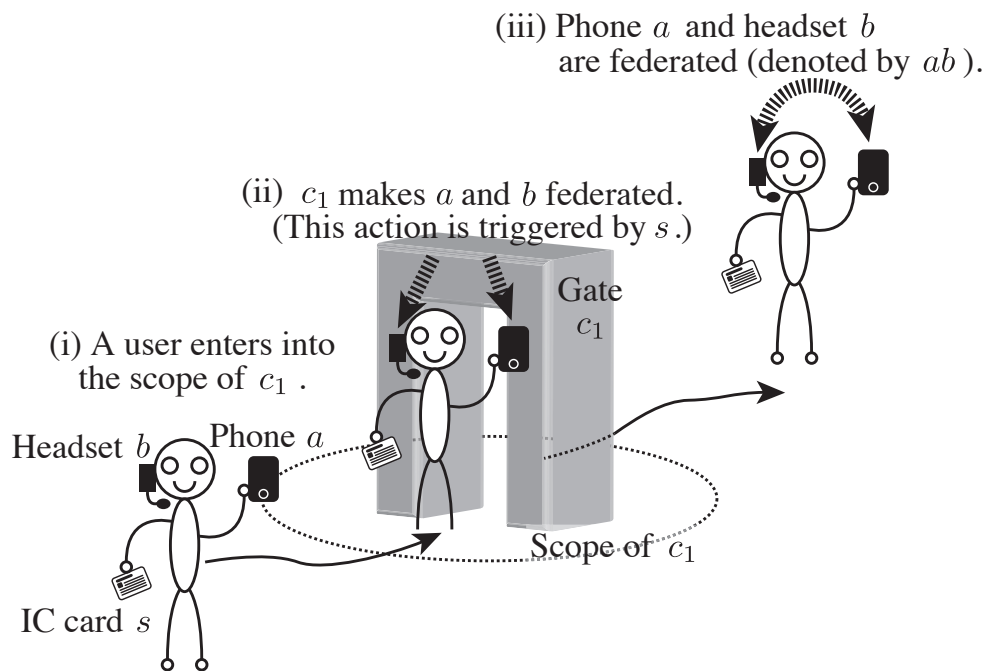 (iii) Phone a and headset b
are federated (denoted by ab ).
(ii) c₁ makes a and b federated.
(This action is triggered by s.)
Gate
c₁
(i) A user enters into
the scope of c₁ .
Headset b
Phone a
Scope of c₁
IC card s